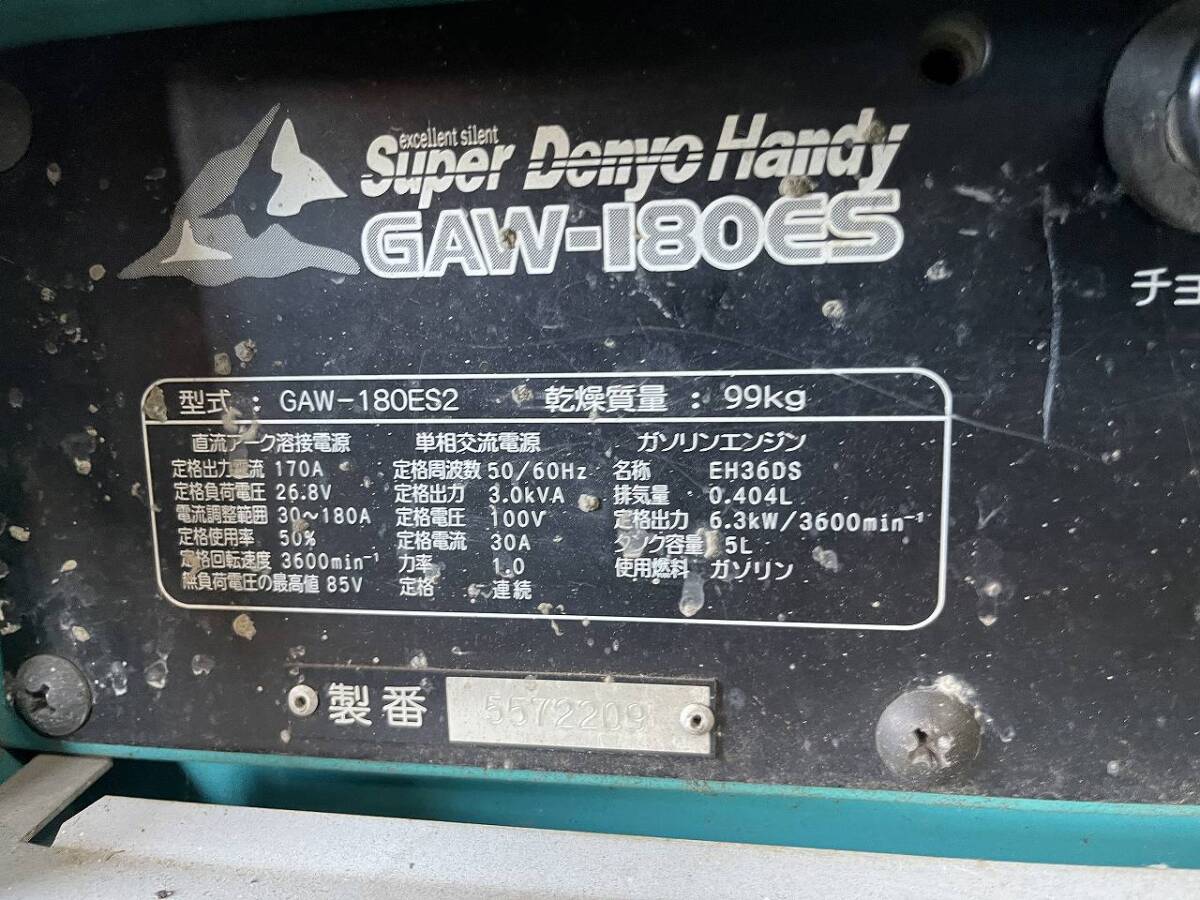 excellent silent
Super Denyo Handy
GAW-180ES
チョ
型式 : GAW-180ES2 乾燥質量 : 99kg
直流アーク溶接電源 単相交流電源 ガソリンエンジン
定格出力電流 170A 定格周波数 50/60Hz 名称 EH36DS
定格負荷電圧 26.8V 定格出力 3.0kVA 排気量 0.404L
電流調整範囲 30～180A 定格電圧 100V 定格出力 6.3kW/3600min⁻¹
定格使用率 50% 定格電流 30A タンク容量 15L
定格回転速度 3600min⁻¹ 力率 1.0 使用燃料 ガソリン
無負荷電圧の最高値 85V 定格 連続
製番 5572209